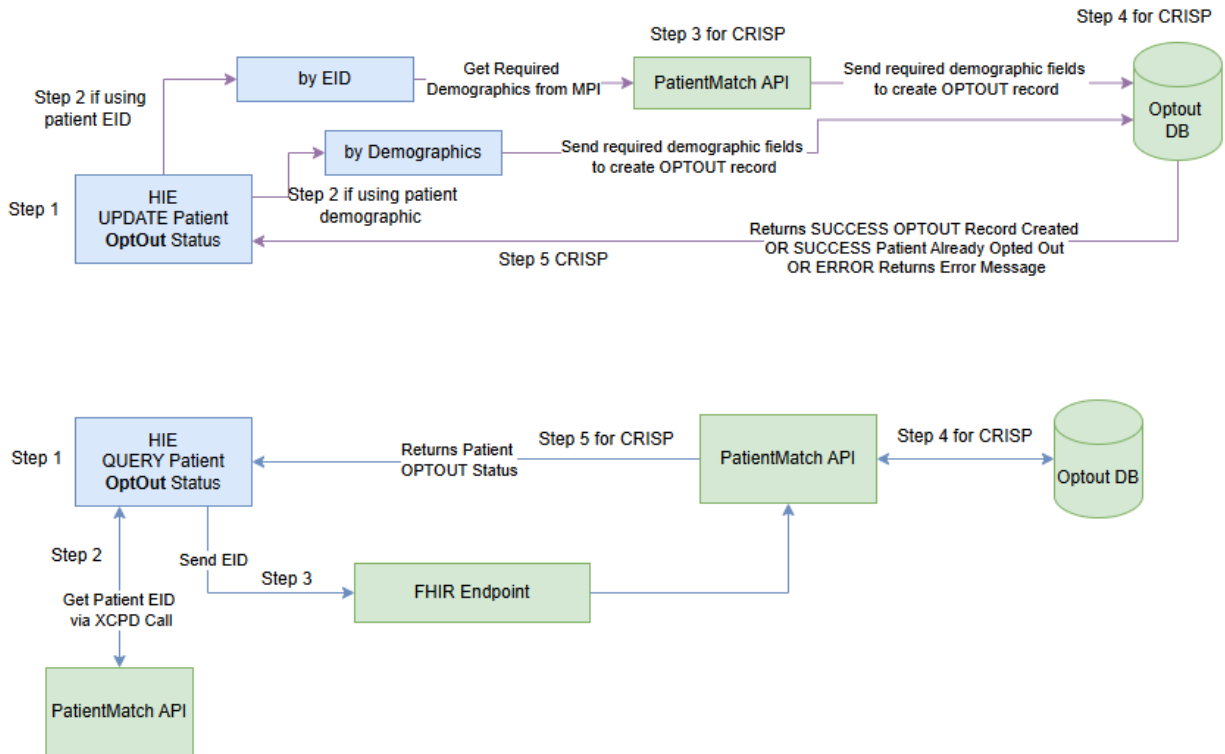 Step 4 for CRISP
Step 3 for CRISP
by EID
Get Required
Demographics from MPI
PatientMatch API
Send required demographic fields
to create OPTOUT record
Optout
DB
Step 2 if using
patient EID
by Demographics
Send required demographic fields
to create OPTOUT record
Step 1
HIE
UPDATE Patient
OptOut Status
Step 2 if using patient
demographic
Returns SUCCESS OPTOUT Record Created
OR SUCCESS Patient Already Opted Out
OR ERROR Returns Error Message
Step 5 CRISP
Step 1
HIE
QUERY Patient
OptOut Status
Returns Patient
OPTOUT Status
Step 5 for CRISP
PatientMatch API
Step 4 for CRISP
Optout DB
Step 2
Send EID
Step 3
FHIR Endpoint
Get Patient EID
via XCPD Call
PatientMatch API